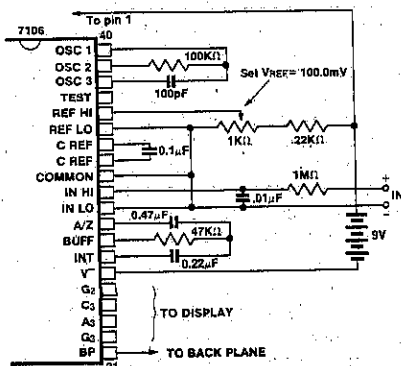 To pin 1
7106
40
OSC 1
OSC 2
100KΩ
OSC 3
100pF
TEST
Set VREF= 100.0mV
REF HI
REF LO
1KΩ
22KΩ
C REF
C REF
0.1μF
COMMON
1MΩ
+
IN HI
.01μF
IN
IN LO
-
A/Z
0.47μF
BUFF
47KΩ
9V
INT
0.22μF
V-
G2
C3
TO DISPLAY
A3
G3
BP
TO BACK PLANE
21